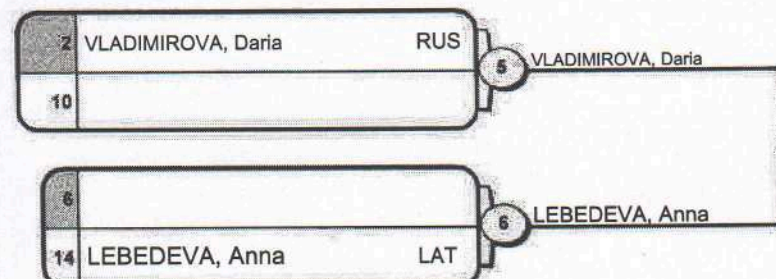 2 VLADIMIROVA, Daria RUS
5 VLADIMIROVA, Daria
10
6
6 LEBEDEVA, Anna
14 LEBEDEVA, Anna LAT